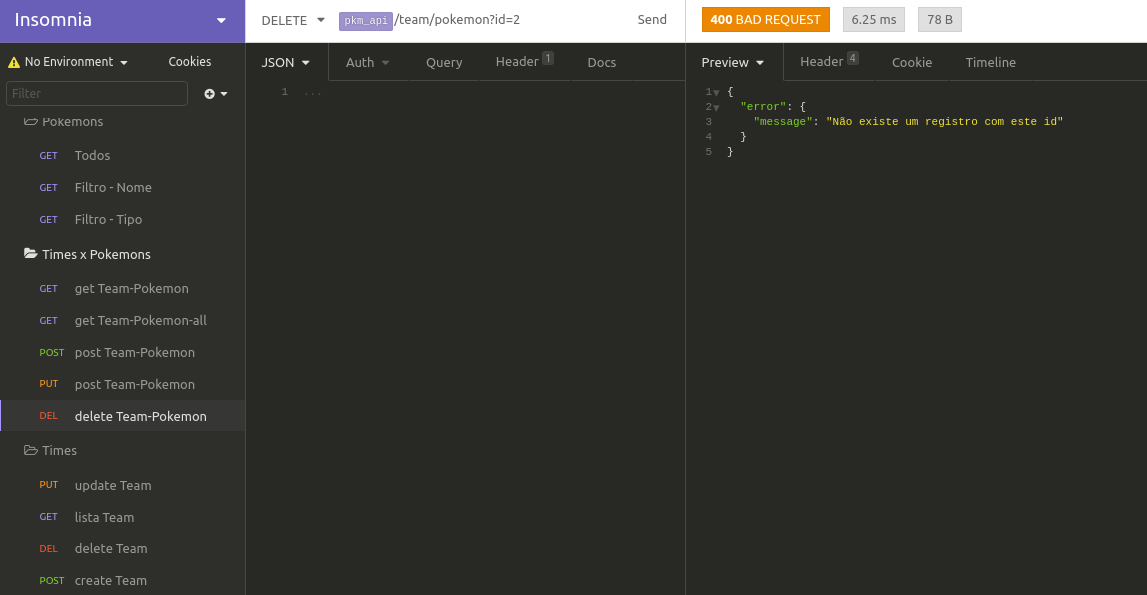 Insomnia
DELETE pkm_api/team/pokemon?id=2 Send
400 BAD REQUEST 6.25 ms 78 B
No Environment Cookies
Filter
Pokemons
GET Todos
GET Filtro - Nome
GET Filtro - Tipo
Times x Pokemons
GET get Team-Pokemon
GET get Team-Pokemon-all
POST post Team-Pokemon
PUT post Team-Pokemon
DEL delete Team-Pokemon
Times
PUT update Team
GET lista Team
DEL delete Team
POST create Team
JSON Auth Query Header 1 Docs
1 ...
Preview Header 4 Cookie Timeline
1 {
2 "error": {
3 "message": "Não existe um registro com este id"
4 }
5 }